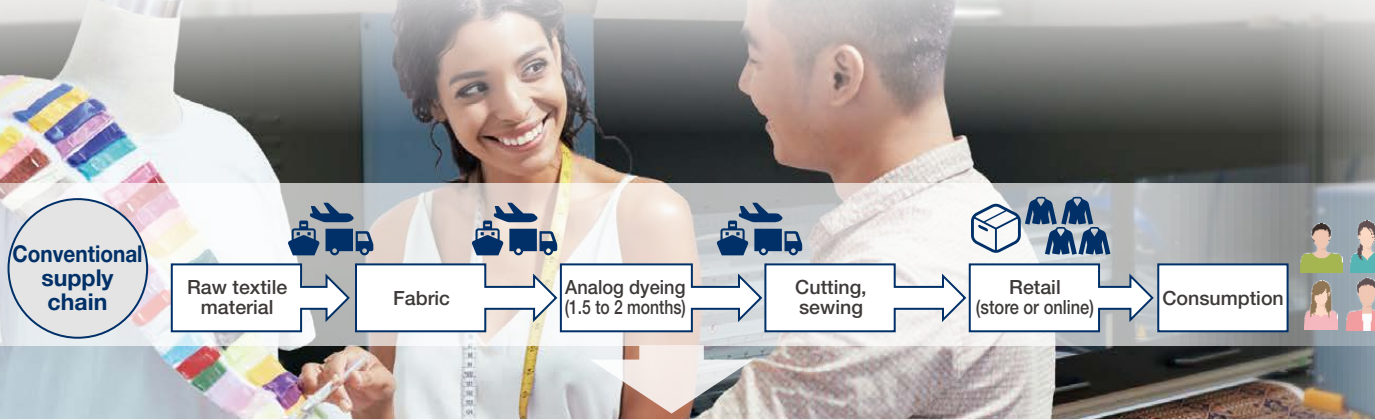 Conventional
supply
chain
Raw textile
material
Fabric
Analog dyeing
(1.5 to 2 months)
Cutting,
sewing
Retail
(store or online)
Consumption